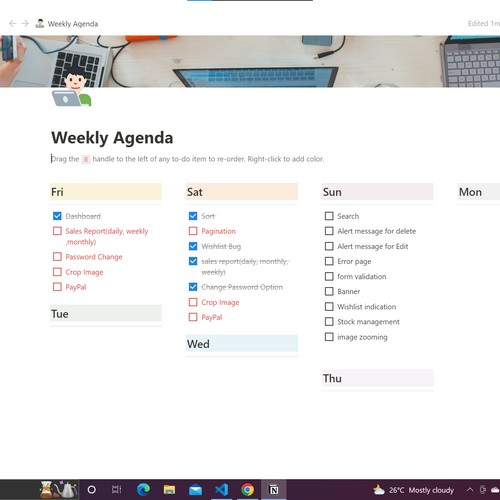 Weekly Agenda
Edited 1m
Weekly Agenda
Drag the ⠿ handle to the left of any to-do item to re-order. Right-click to add color.
Fri
Dashboard
Sales Report(daily, weekly
,monthly)
Password Change
Crop Image
PayPal
Tue
Sat
Sort
Pagination
Wishlist Bug
sales report(daily, monthly,
weekly)
Change Password Option
Crop Image
PayPal
Wed
Sun
Search
Alert message for delete
Alert message for Edit
Error page
form validation
Banner
Wishlist indication
Stock management
image zooming
Thu
Mon
26°C Mostly cloudy